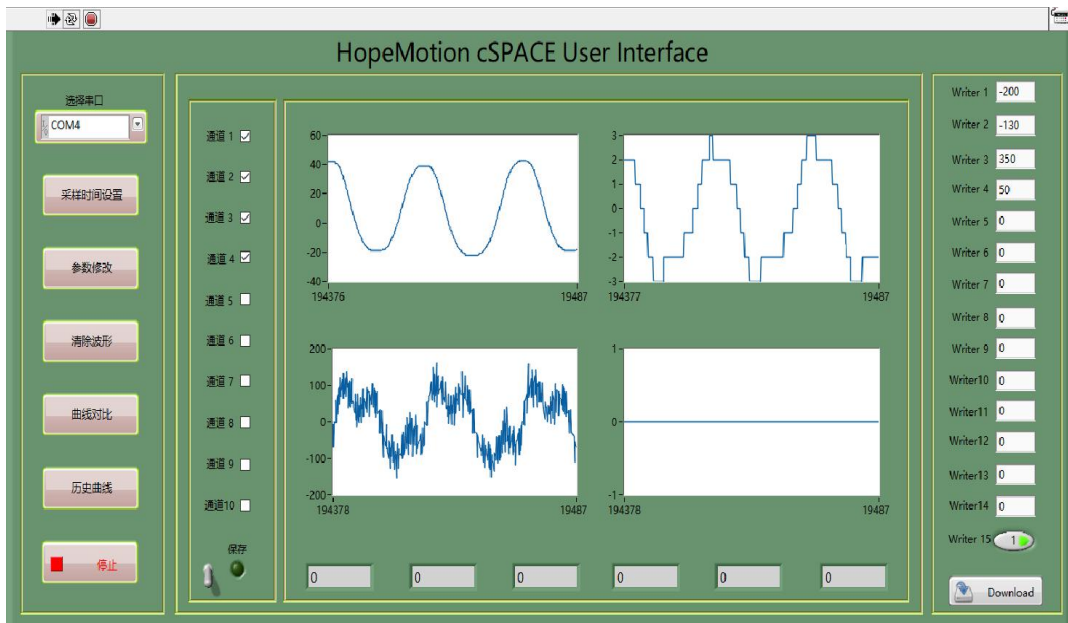 HopeMotion cSPACE User Interface
选择串口
COM4
采样时间设置
参数修改
清除波形
曲线对比
历史曲线
停止
通道 1
通道 2
通道 3
通道 4
通道 5
通道 6
通道 7
通道 8
通道 9
通道10
保存
60
40
20
0
-20
-40
194376
19487
3
2
1
0
-1
-2
-3
194377
19487
200
100
0
-100
-200
194378
19487
1
0
-1
194378
19487
0
0
0
0
0
0
Writer 1 -200
Writer 2 -130
Writer 3 350
Writer 4 50
Writer 5 0
Writer 6 0
Writer 7 0
Writer 8 0
Writer 9 0
Writer10 0
Writer11 0
Writer12 0
Writer13 0
Writer14 0
Writer 15 1
Download